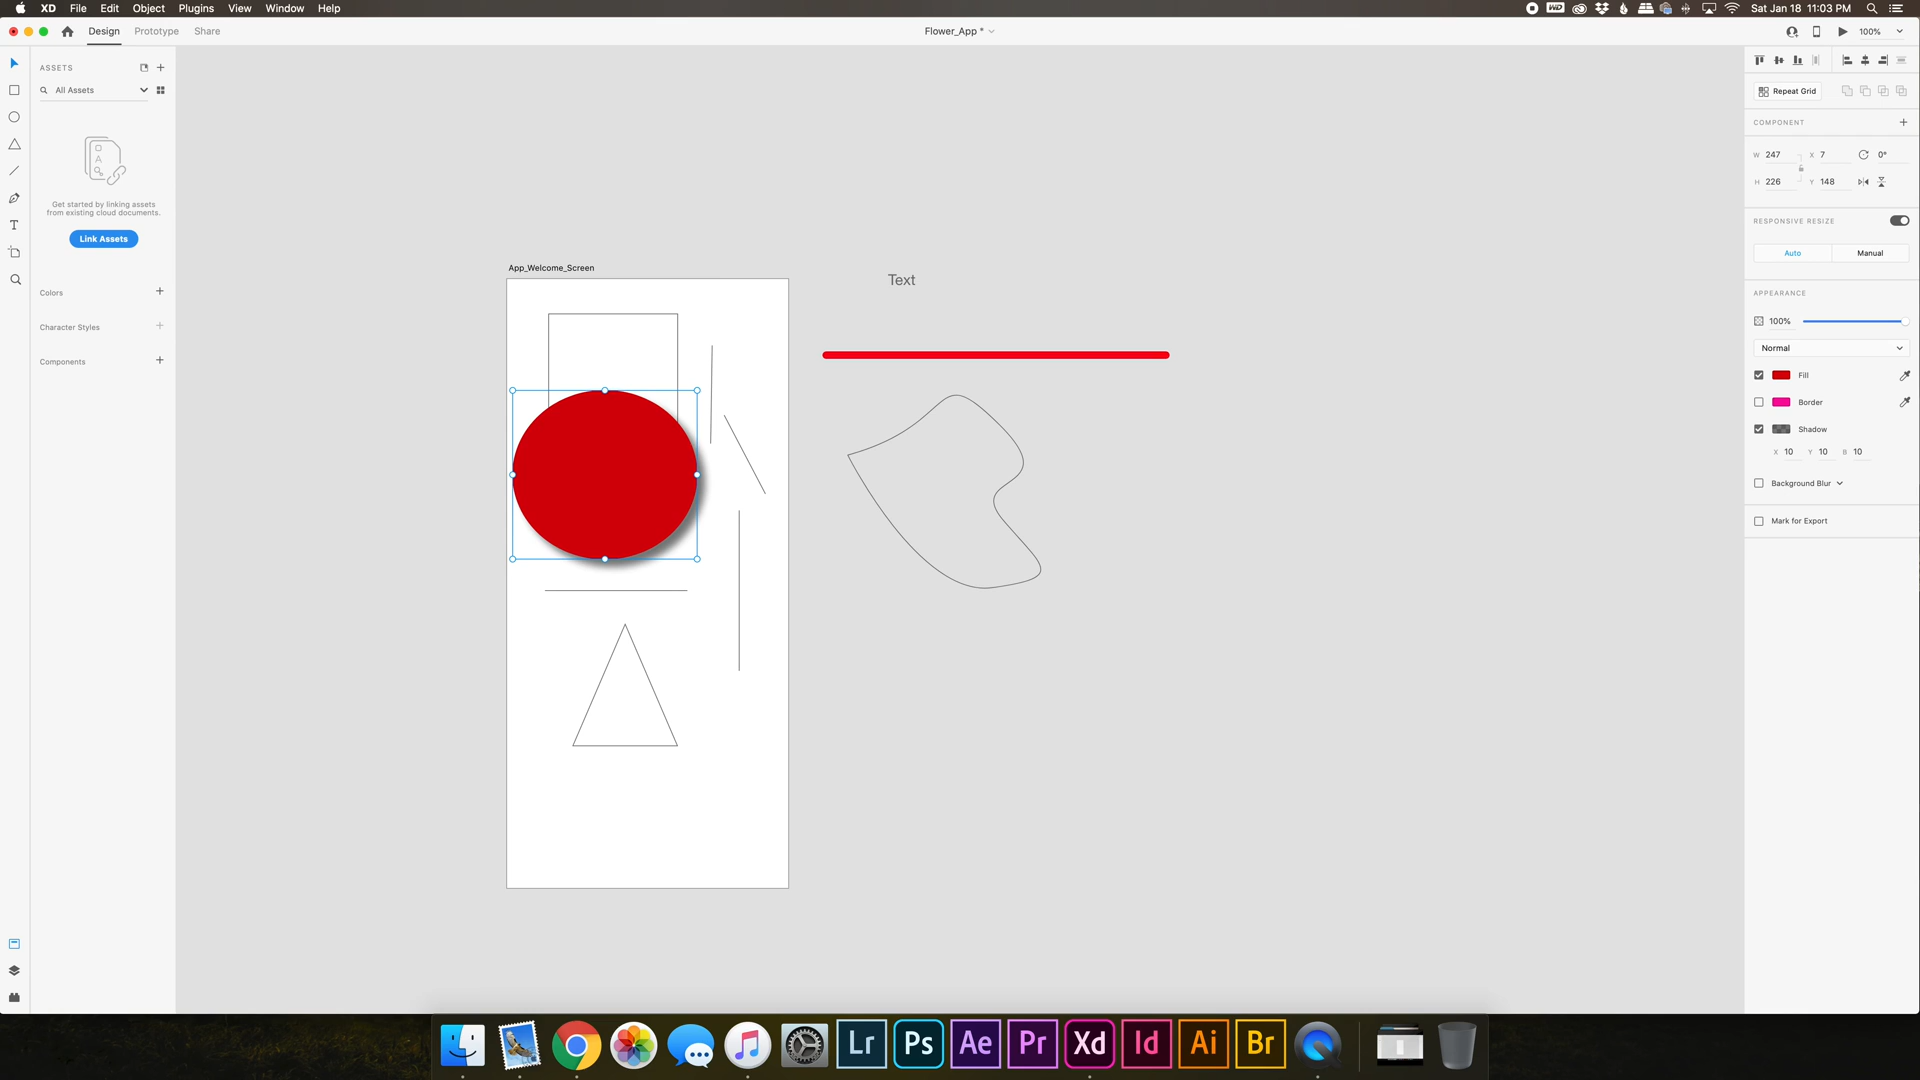 XD File Edit Object Plugins View Window Help
Sat Jan 18 11:03 PM
Design Prototype Share
Flower_App *
100%
ASSETS
All Assets
Get started by linking assets
from existing cloud documents.
Link Assets
Colors
Character Styles
Components
App_Welcome_Screen
Text
Repeat Grid
COMPONENT
W 247 X 7 0°
H 226 Y 148
RESPONSIVE RESIZE
Auto Manual
APPEARANCE
100%
Normal
Fill
Border
Shadow
X 10 Y 10 B 10
Background Blur
Mark for Export
Lr Ps Ae Pr Xd Id Ai Br